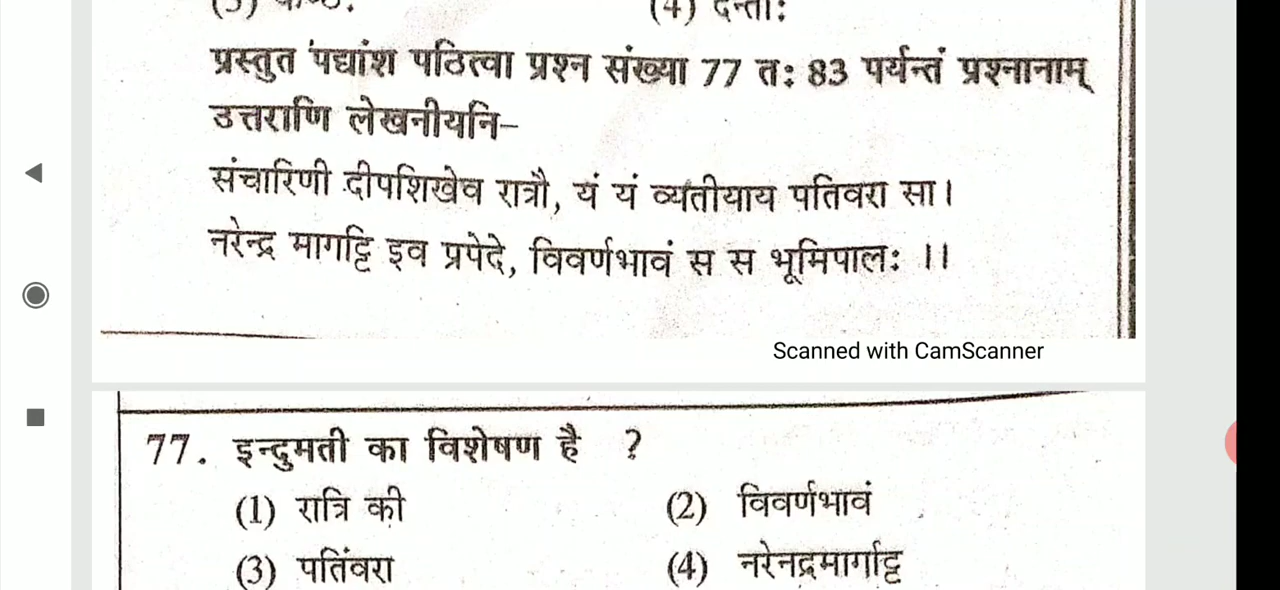 (4) दन्ताः
प्रस्तुत पद्यांश पठित्वा प्रश्न संख्या 77 तः 83 पर्यन्तं प्रश्नानाम्
उत्तराणि लेखनीयनि–
संचारिणी दीपशिखेव रात्रौ, यं यं व्यतीयाय पतिवरा सा।
नरेन्द्र मागट्टि इव प्रपेदे, विवर्णभावं स स भूमिपालः ।।
Scanned with CamScanner
77. इन्दुमती का विशेषण है ?
(1) रात्रि की (2) विवर्णभावं
(3) पतिंवरा (4) नरेनद्रमार्गाट्ट